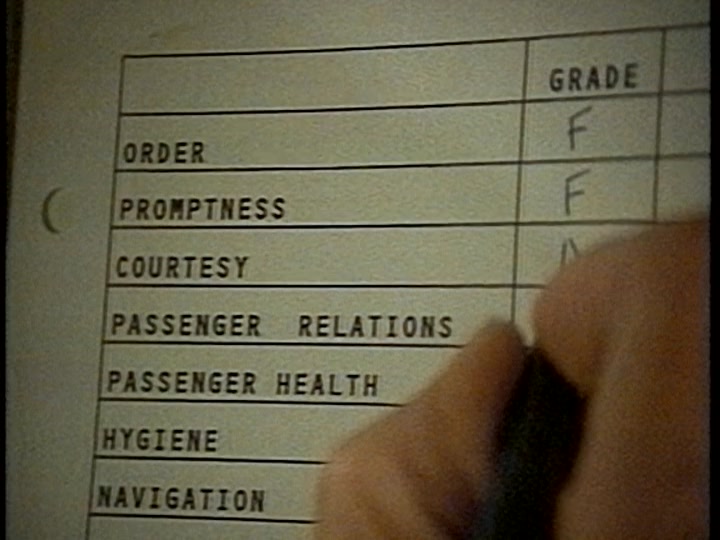 GRADE
ORDER F
PROMPTNESS F
COURTESY
PASSENGER RELATIONS
PASSENGER HEALTH
HYGIENE
NAVIGATION